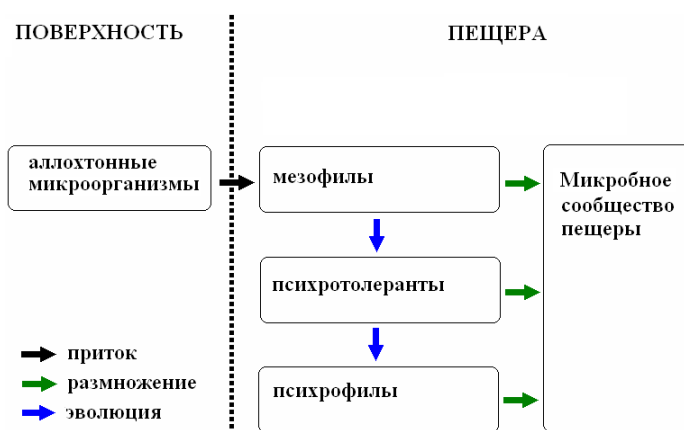 ПОВЕРХНОСТЬ
ПЕЩЕРА
аллохтонные
микроорганизмы
мезофилы
Микробное
сообщество
пещеры
психротолеранты
психрофилы
приток
размножение
эволюция